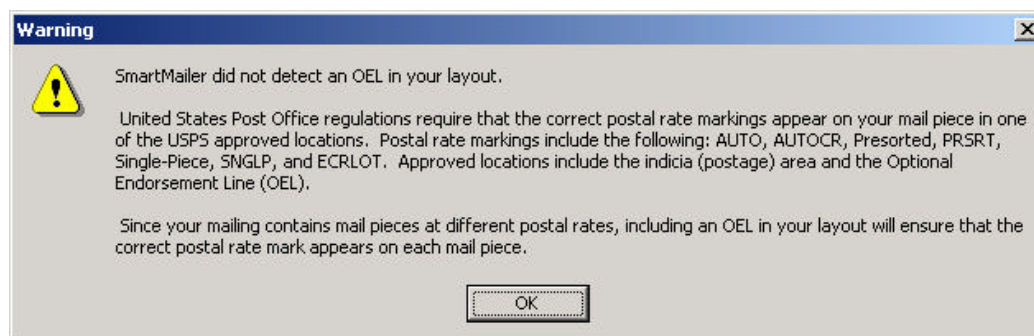 Warning
SmartMailer did not detect an OEL in your layout.
United States Post Office regulations require that the correct postal rate markings appear on your mail piece in one
of the USPS approved locations. Postal rate markings include the following: AUTO, AUTOCR, Presorted, PRSRT,
Single-Piece, SNGLP, and ECRLOT. Approved locations include the indicia (postage) area and the Optional
Endorsement Line (OEL).
Since your mailing contains mail pieces at different postal rates, including an OEL in your layout will ensure that the
correct postal rate mark appears on each mail piece.
OK